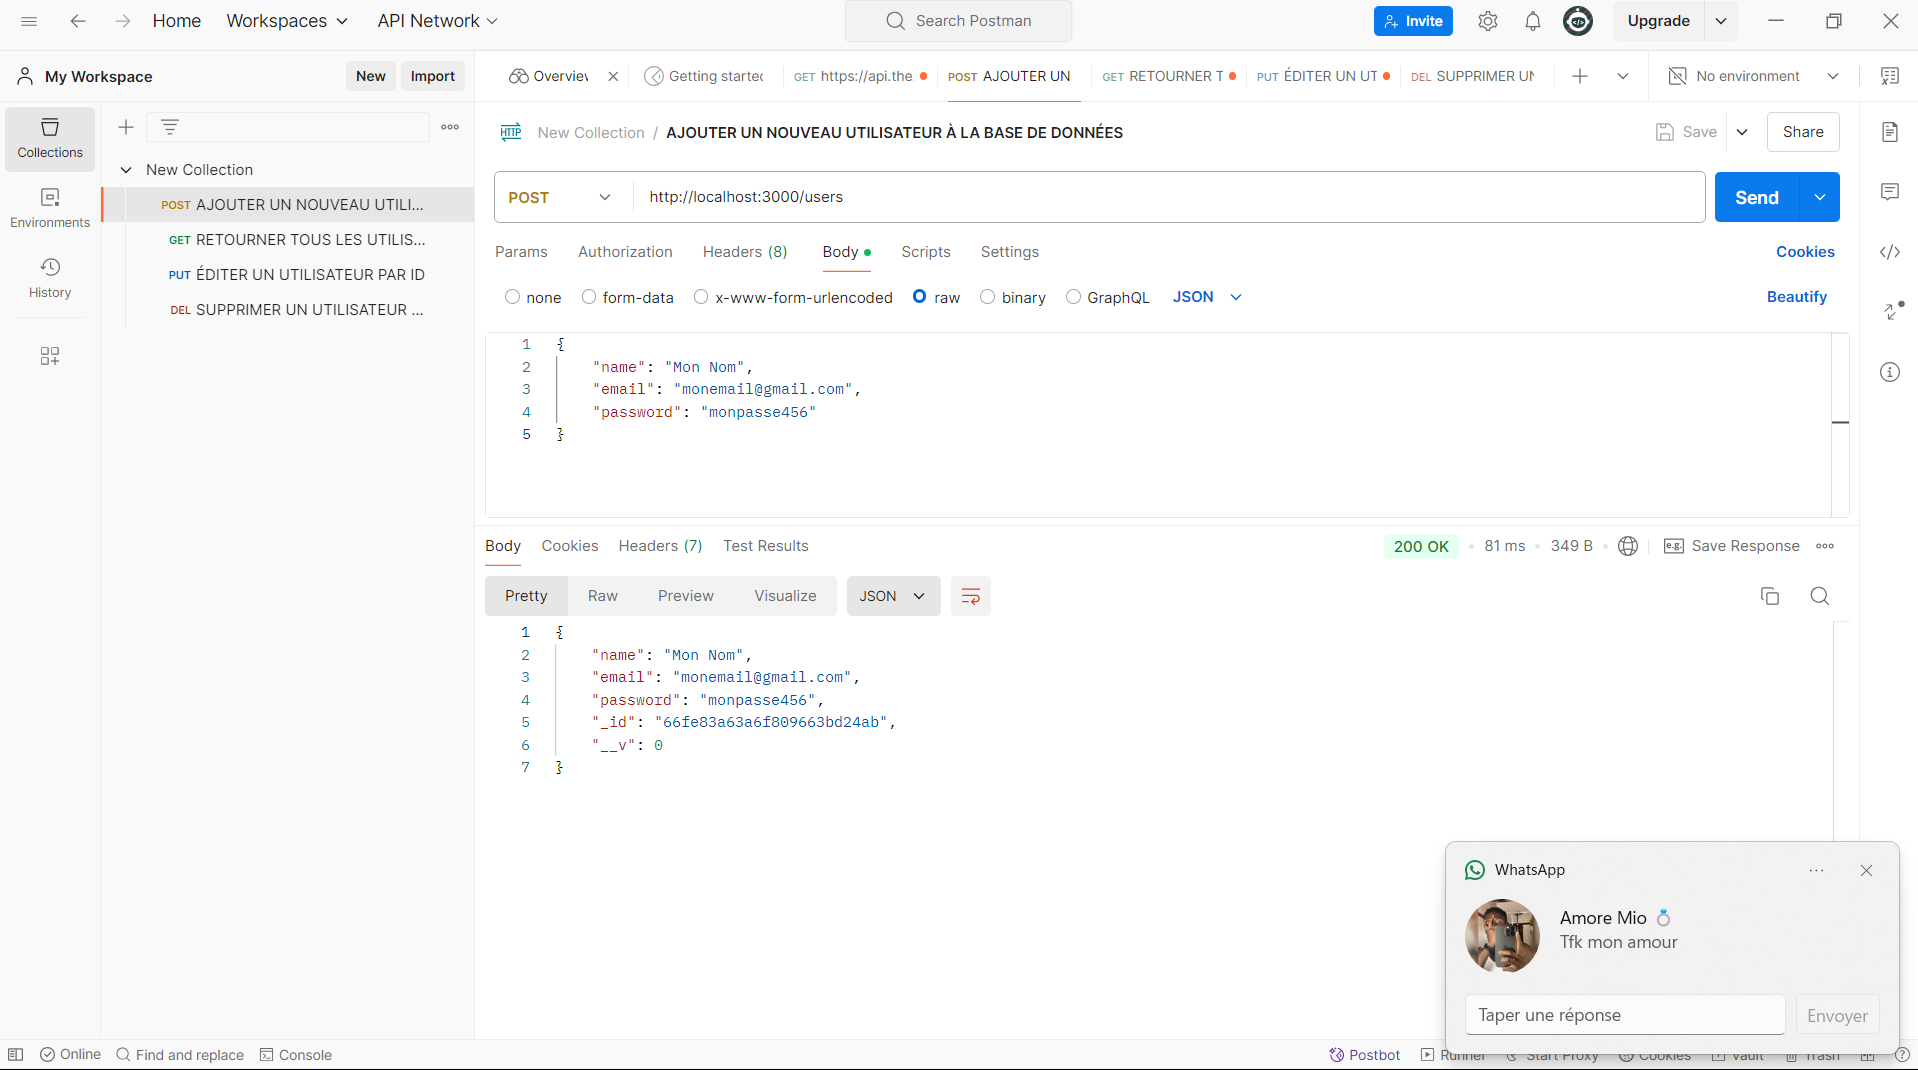 Home Workspaces API Network Search Postman Invite Upgrade
My Workspace New Import
Overview Getting started GET https://api.the POST AJOUTER UN GET RETOURNER T PUT ÉDITER UN UT DEL SUPPRIMER UN No environment
HTTP New Collection / AJOUTER UN NOUVEAU UTILISATEUR À LA BASE DE DONNÉES Save Share
Collections
Environments
History
New Collection
POST AJOUTER UN NOUVEAU UTILI...
GET RETOURNER TOUS LES UTILIS...
PUT ÉDITER UN UTILISATEUR PAR ID
DEL SUPPRIMER UN UTILISATEUR ...
POST http://localhost:3000/users Send
Params Authorization Headers (8) Body Scripts Settings Cookies
none form-data x-www-form-urlencoded raw binary GraphQL JSON Beautify
1 {
2 "name": "Mon Nom",
3 "email": "monemail@gmail.com",
4 "password": "monpasse456"
5 }
Body Cookies Headers (7) Test Results 200 OK 81 ms 349 B e.g. Save Response
Pretty Raw Preview Visualize JSON
1 {
2 "name": "Mon Nom",
3 "email": "monemail@gmail.com",
4 "password": "monpasse456",
5 "_id": "66fe83a63a6f809663bd24ab",
6 "__v": 0
7 }
WhatsApp
Amore Mio 💍
Tfk mon amour
Taper une réponse Envoyer
Online Find and replace Console Postbot Runner Start Proxy Cookies Vault Trash